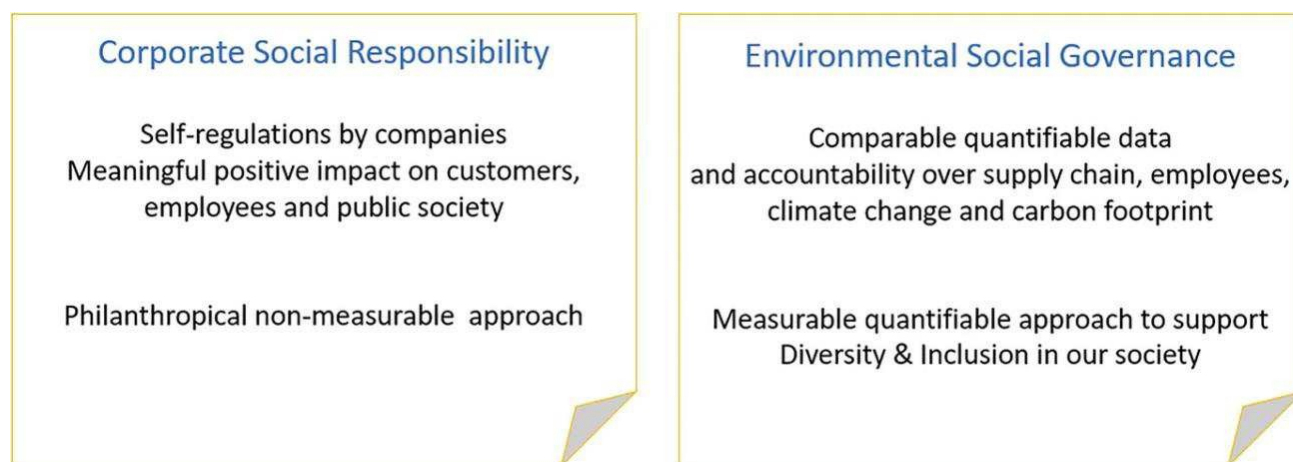 Corporate Social Responsibility
Self-regulations by companies
Meaningful positive impact on customers,
employees and public society
Philanthropical non-measurable approach
Environmental Social Governance
Comparable quantifiable data
and accountability over supply chain, employees,
climate change and carbon footprint
Measurable quantifiable approach to support
Diversity & Inclusion in our society